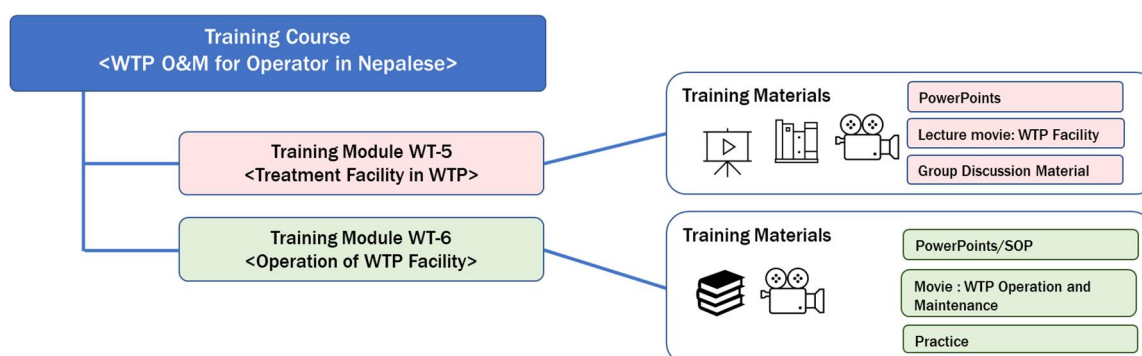 Training Course
<WTP O&M for Operator in Nepalese>
Training Module WT-5
<Treatment Facility in WTP>
Training Materials
PowerPoints
Lecture movie: WTP Facility
Group Discussion Material
Training Module WT-6
<Operation of WTP Facility>
Training Materials
PowerPoints/SOP
Movie : WTP Operation and
Maintenance
Practice